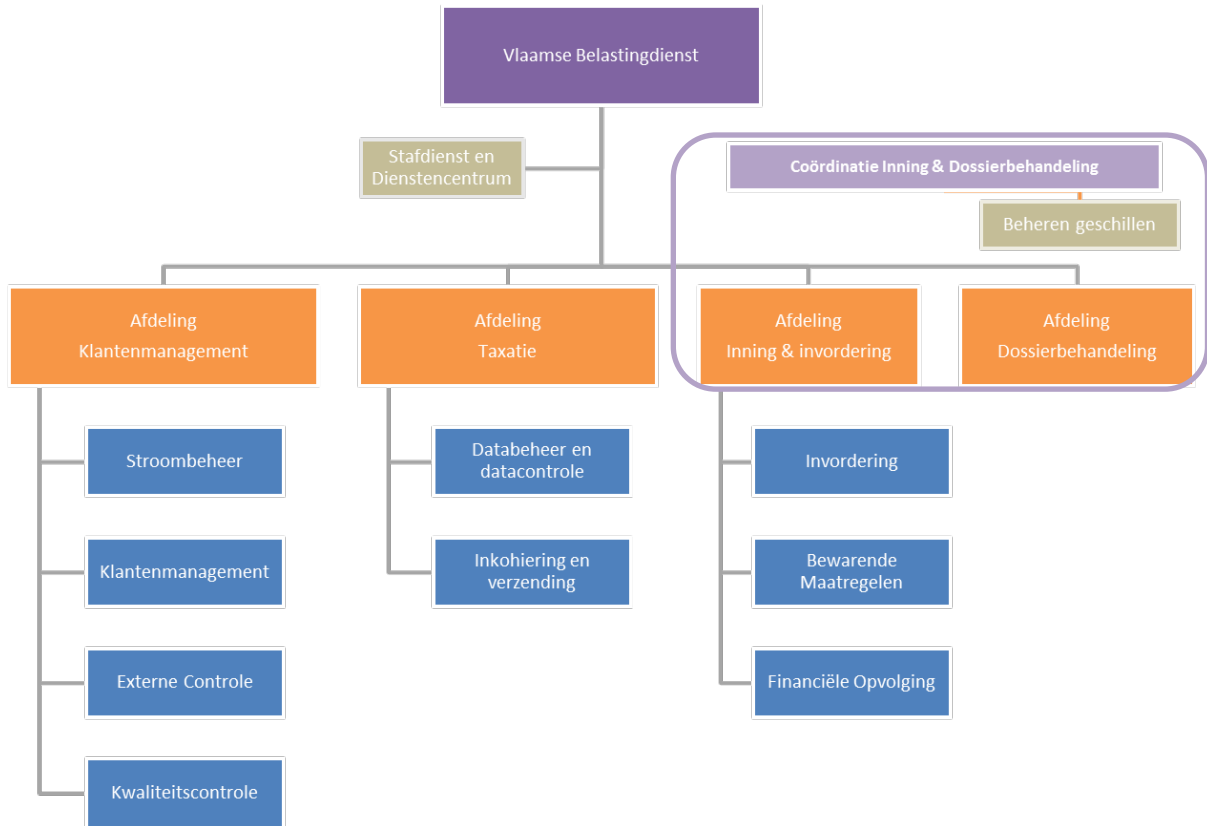 Vlaamse Belastingdienst
Stafdienst en
Dienstencentrum
Coördinatie Inning & Dossierbehandeling
Beheren geschillen
Afdeling
Klantenmanagement
Afdeling
Taxatie
Afdeling
Inning & invordering
Afdeling
Dossierbehandeling
Stroombeheer
Klantenmanagement
Externe Controle
Kwaliteitscontrole
Databeheer en
datacontrole
Inkohiering en
verzending
Invordering
Bewarende
Maatregelen
Financiële Opvolging